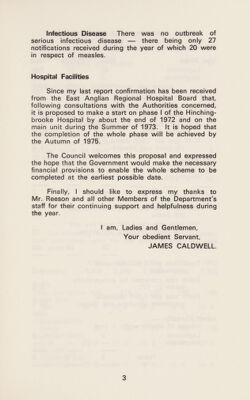 Infectious Disease There was no outbreak of
serious infectious disease — there being only 27
notifications received during the year of which 20 were
in respect of measles.
Hospital Facilities
Since my last report confirmation has been received
from the East Anglian Regional Hospital Board that,
following consultations with the Authorities concerned,
it is proposed to make a start on phase I of the Hinching-
brooke Hospital by about the end of 1972 and on the
main unit during the Summer of 1973. It is hoped that
the completion of the whole phase will be achieved by
the Autumn of 1975.
The Council welcomes this proposal and expressed
the hope that the Government would make the necessary
financial provisions to enable the whole scheme to be
completed at the earliest possible date.
Finally, I should like to express my thanks to
Mr. Reeson and all other Members of the Department's
staff for their continuing support and helpfulness during
the year.
I am, Ladies and Gentlemen,
Your obedient Servant,
JAMES CALDWELL.
3